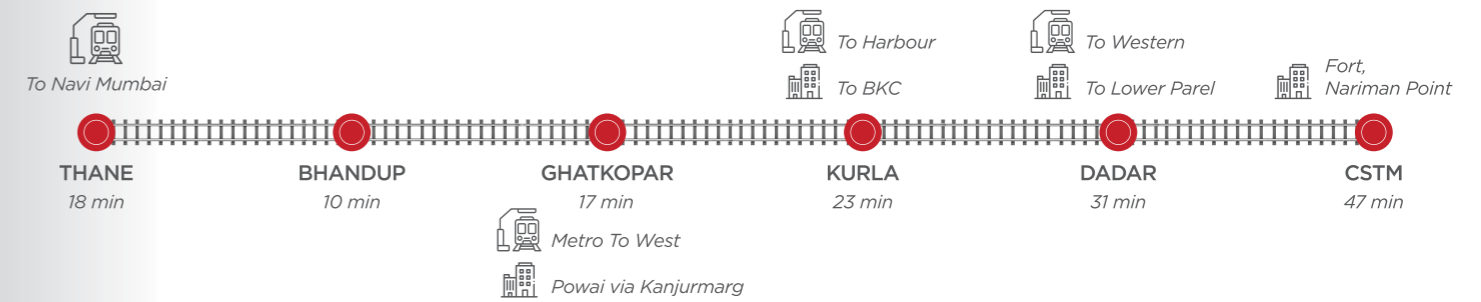 To Navi Mumbai
To Harbour
To BKC
To Western
To Lower Parel
Fort,
Nariman Point
THANE
18 min
BHANDUP
10 min
GHATKOPAR
17 min
Metro To West
Powai via Kanjurmarg
KURLA
23 min
DADAR
31 min
CSTM
47 min